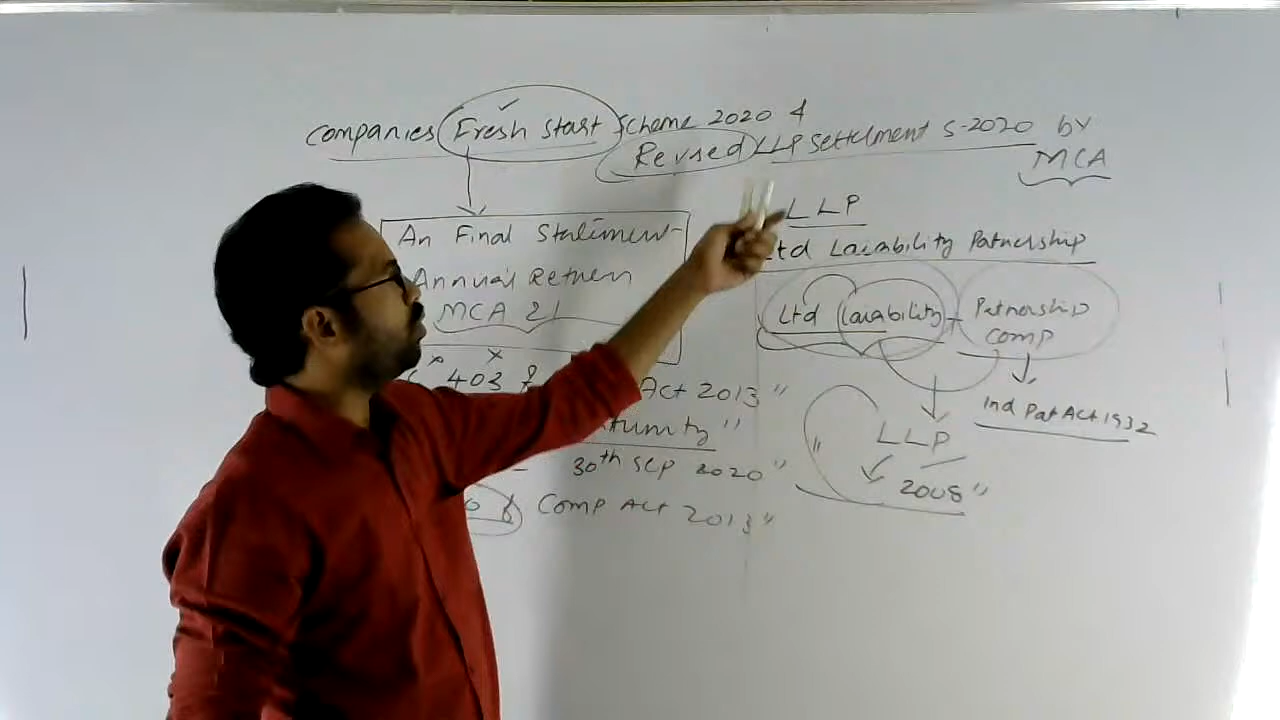 companies Fresh Start Scheme 2020 &
Revised LLP Settlment S-2020 by
MCA
An Final Statement
Annual Return
MCA 21
403 of
Act 2013"
30th Sep 2020"
Comp Act 2013"
LLP
Ltd Laiability Patnership
Ltd Laiability - Patnership
comp
Ind Pat Act 1932
LLP
2008"